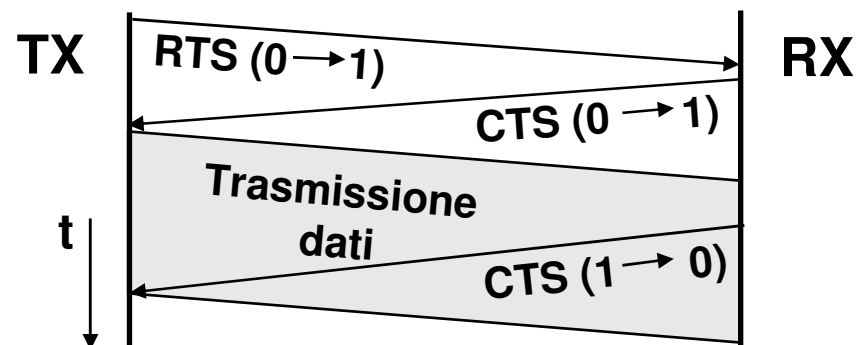 TX
RX
RTS (0→1)
CTS (0→1)
Trasmissione
dati
t
CTS (1→0)